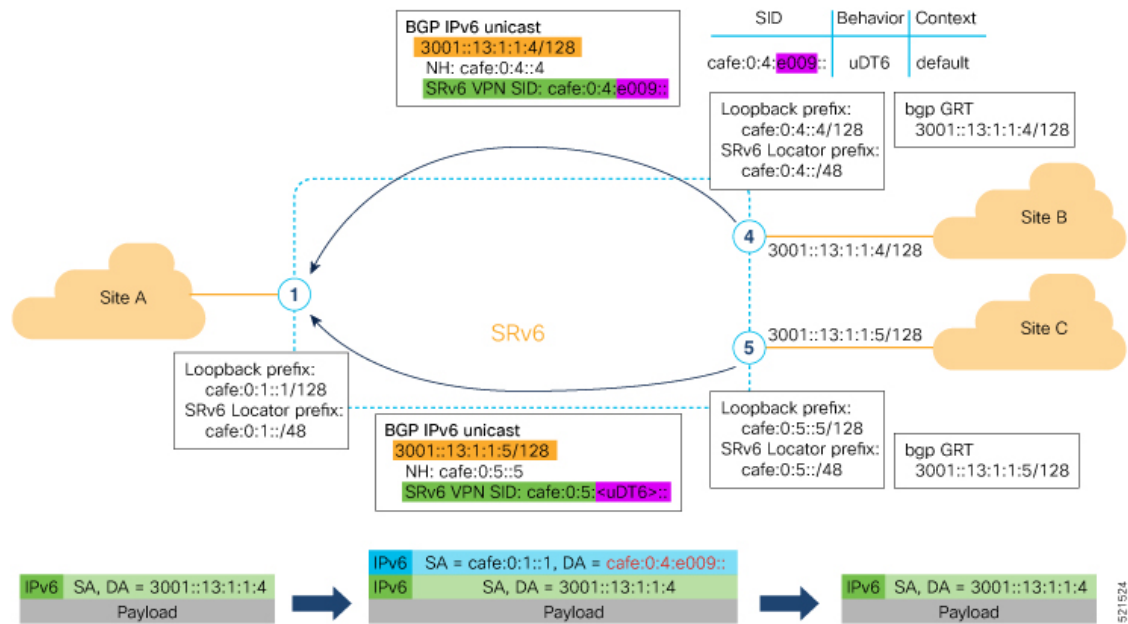 BGP IPv6 unicast
3001::13:1:1:4/128
NH: cafe:0:4::4
SRv6 VPN SID: cafe:0:4:e009::
SID Behavior Context
cafe:0:4:e009:: uDT6 default
Loopback prefix:
cafe:0:4::4/128
SRv6 Locator prefix:
cafe:0:4::/48
bgp GRT
3001::13:1:1:4/128
Site A
1
SRv6
4
3001::13:1:1:4/128
Site B
5
3001::13:1:1:5/128
Site C
Loopback prefix:
cafe:0:1::1/128
SRv6 Locator prefix:
cafe:0:1::/48
BGP IPv6 unicast
3001::13:1:1:5/128
NH: cafe:0:5::5
SRv6 VPN SID: cafe:0:5:<uDT6>::
Loopback prefix:
cafe:0:5::5/128
SRv6 Locator prefix:
cafe:0:5::/48
bgp GRT
3001::13:1:1:5/128
IPv6 SA, DA = 3001::13:1:1:4
Payload
IPv6 SA = cafe:0:1::1, DA = cafe:0:4:e009::
IPv6 SA, DA = 3001::13:1:1:4
Payload
IPv6 SA, DA = 3001::13:1:1:4
Payload
521524